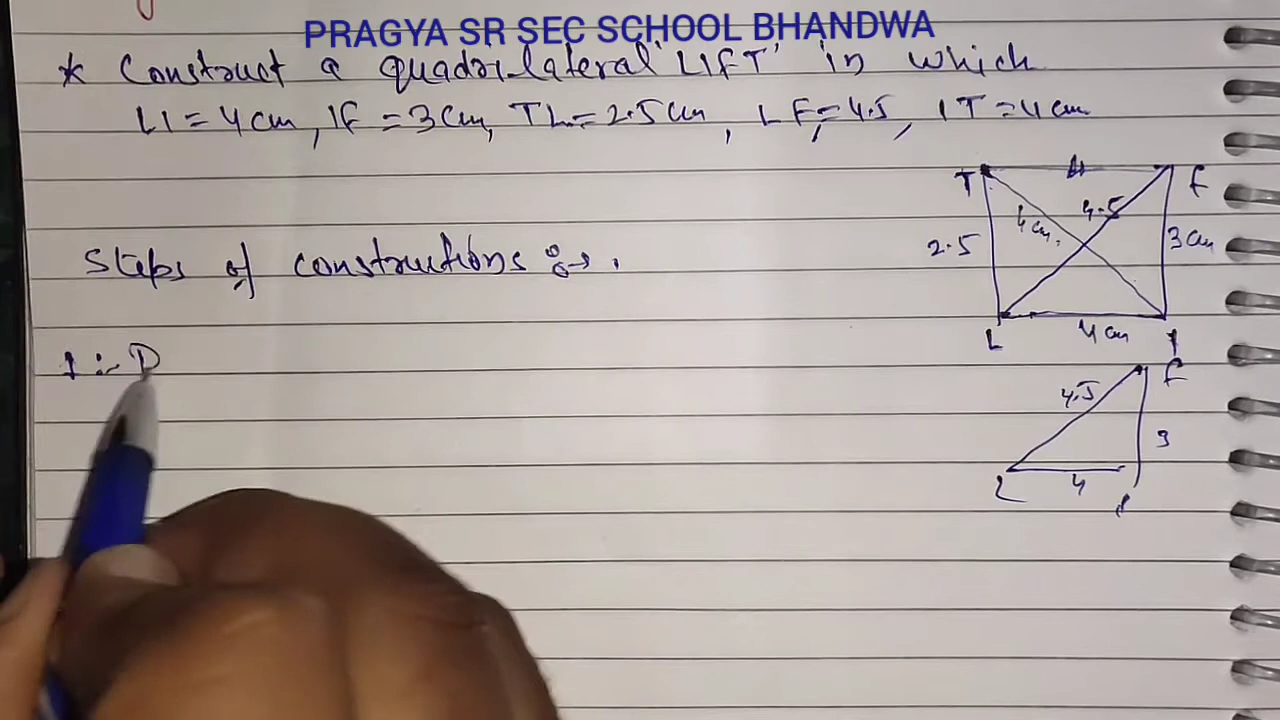 PRAGYA SR SEC SCHOOL BHANDWA
* Construct a quadrilateral 'LIFT' in which
LI = 4 cm, IF = 3 cm, TL = 2.5 cm, LF = 4.5, IT = 4 cm
T F
4 cm. 4.5
2.5 3 cm
L 4 cm I
Steps of constructions :→ .
1 :- D
F
4.5
3
L 4 I